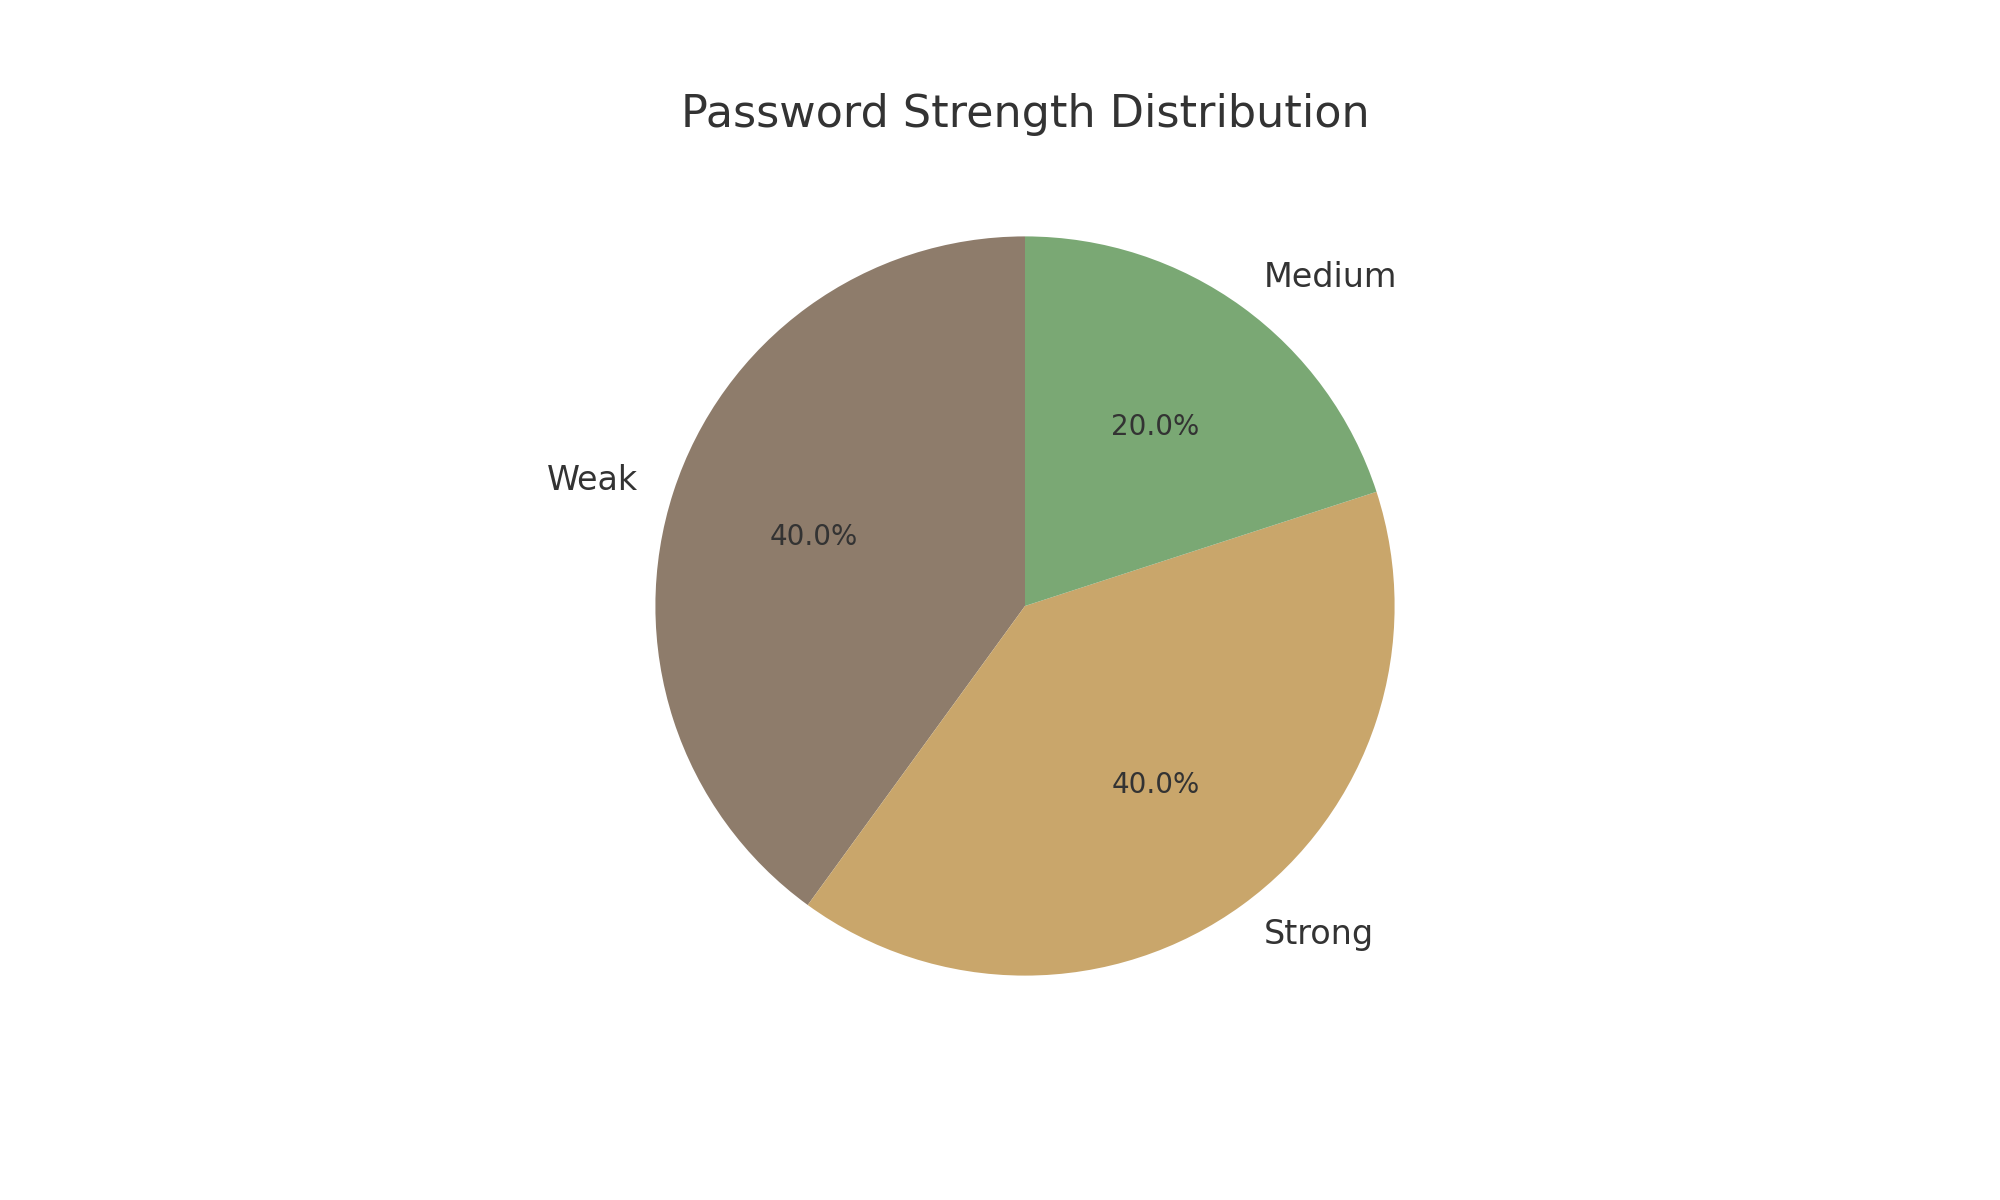 Password Strength Distribution
Medium
20.0%
Weak
40.0%
40.0%
Strong